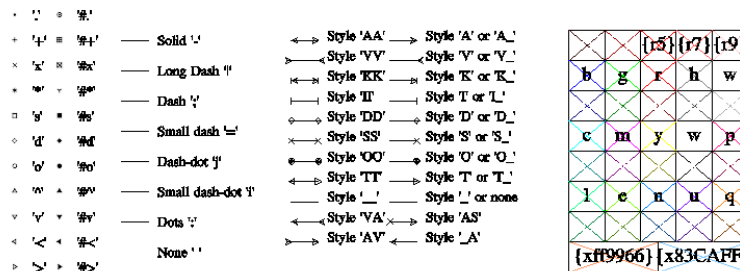 '.' '#.'
'+' '#+'
'x' '#x'
'*' '#*'
's' '#s'
'd' '#d'
'o' '#o'
'^' '#^'
'v' '#v'
'<' '#<'
'>' '#>'
Solid '-'
Long Dash '|'
Dash ';'
Small dash '='
Dash-dot 'j'
Small dash-dot 'i'
Dots ':'
None ' '
Style 'AA' Style 'A' or 'A_'
Style 'VV' Style 'V' or 'V_'
Style 'KK' Style 'K' or 'K_'
Style 'II' Style 'I' or 'I_'
Style 'DD' Style 'D' or 'D_'
Style 'SS' Style 'S' or 'S_'
Style 'OO' Style 'O' or 'O_'
Style 'TT' Style 'T' or 'T_'
Style '__' Style '_' or none
Style 'VA' Style 'AS'
Style 'AV' Style '_A'
{r5} {r7} {r9
b g r h w
c m y w p
l e n u q
{xff9966} [x83CAFF